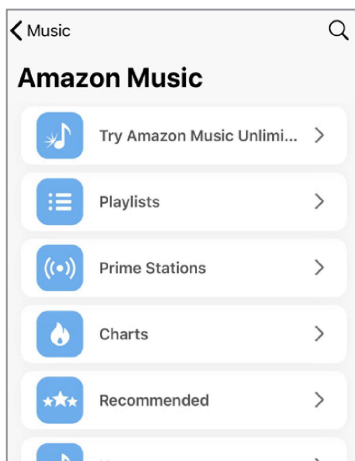 Music
Amazon Music
Try Amazon Music Unlimi...
Playlists
Prime Stations
Charts
Recommended